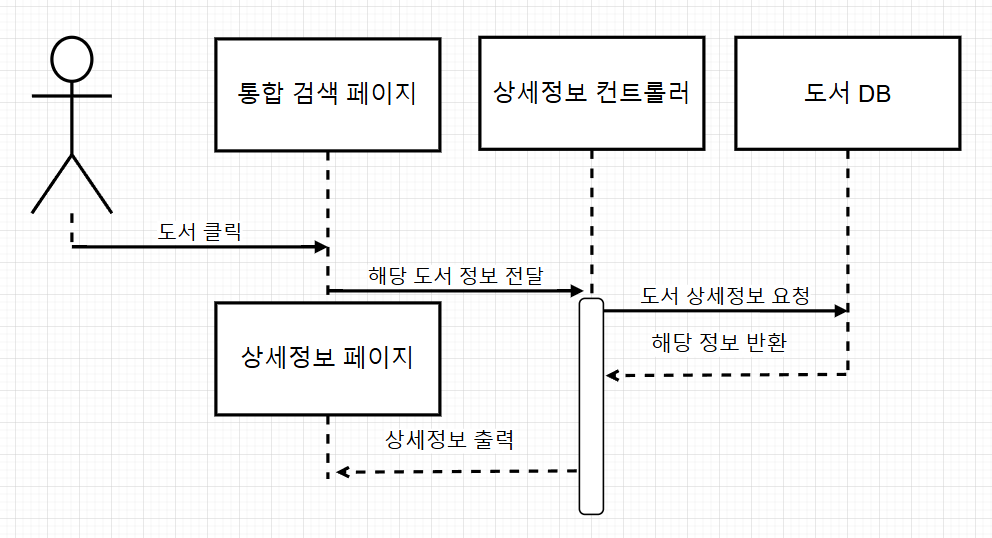 통합 검색 페이지
상세정보 컨트롤러
도서 DB
도서 클릭
해당 도서 정보 전달
도서 상세정보 요청
해당 정보 반환
상세정보 페이지
상세정보 출력